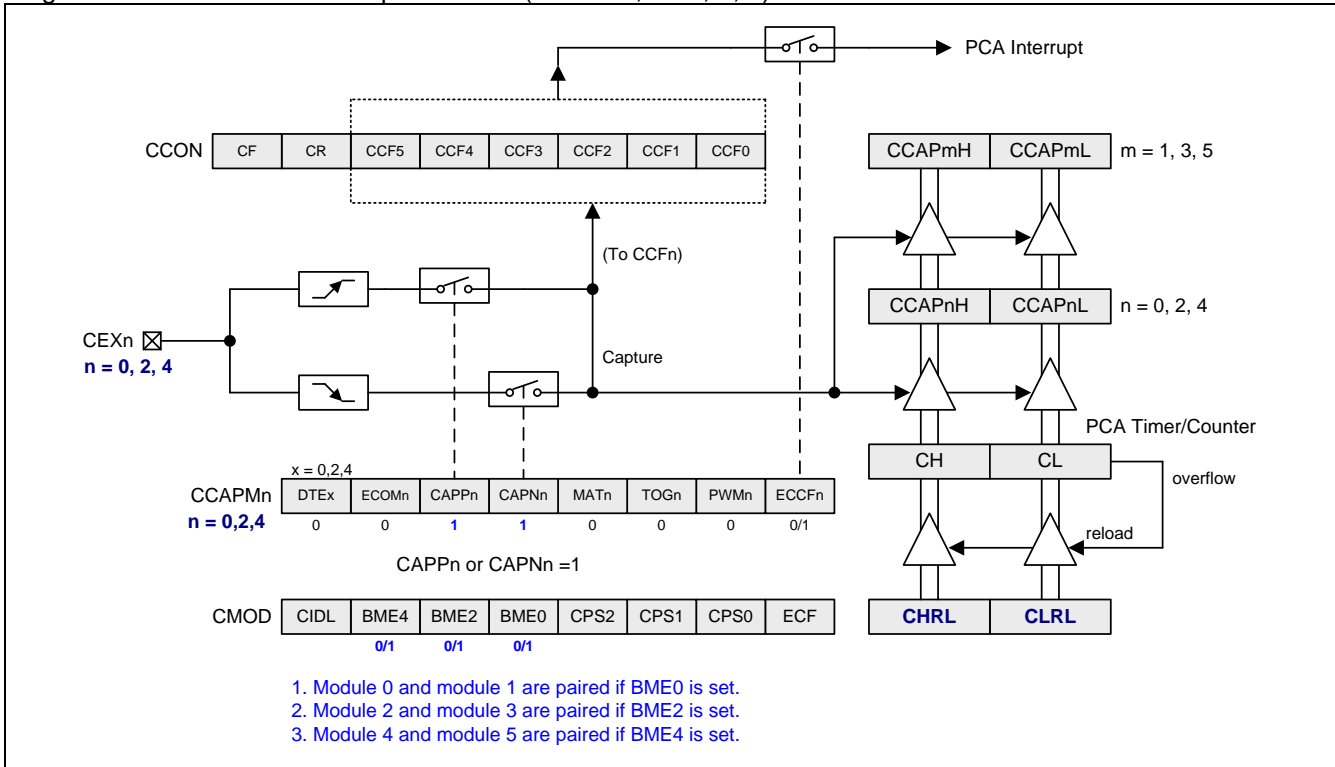 PCA Interrupt
CCON CF CR CCF5 CCF4 CCF3 CCF2 CCF1 CCF0
CCAPmH CCAPmL m = 1, 3, 5
(To CCFn)
CCAPnH CCAPnL n = 0, 2, 4
CEXn
n = 0, 2, 4
Capture
PCA Timer/Counter
CH CL
overflow
x = 0,2,4
CCAPMn DTEx ECOMn CAPPn CAPNn MATn TOGn PWMn ECCFn
n = 0,2,4 0 0 1 1 0 0 0 0/1
reload
CAPPn or CAPNn =1
CMOD CIDL BME4 BME2 BME0 CPS2 CPS1 CPS0 ECF
CHRL CLRL
0/1 0/1 0/1
1. Module 0 and module 1 are paired if BME0 is set.
2. Module 2 and module 3 are paired if BME2 is set.
3. Module 4 and module 5 are paired if BME4 is set.